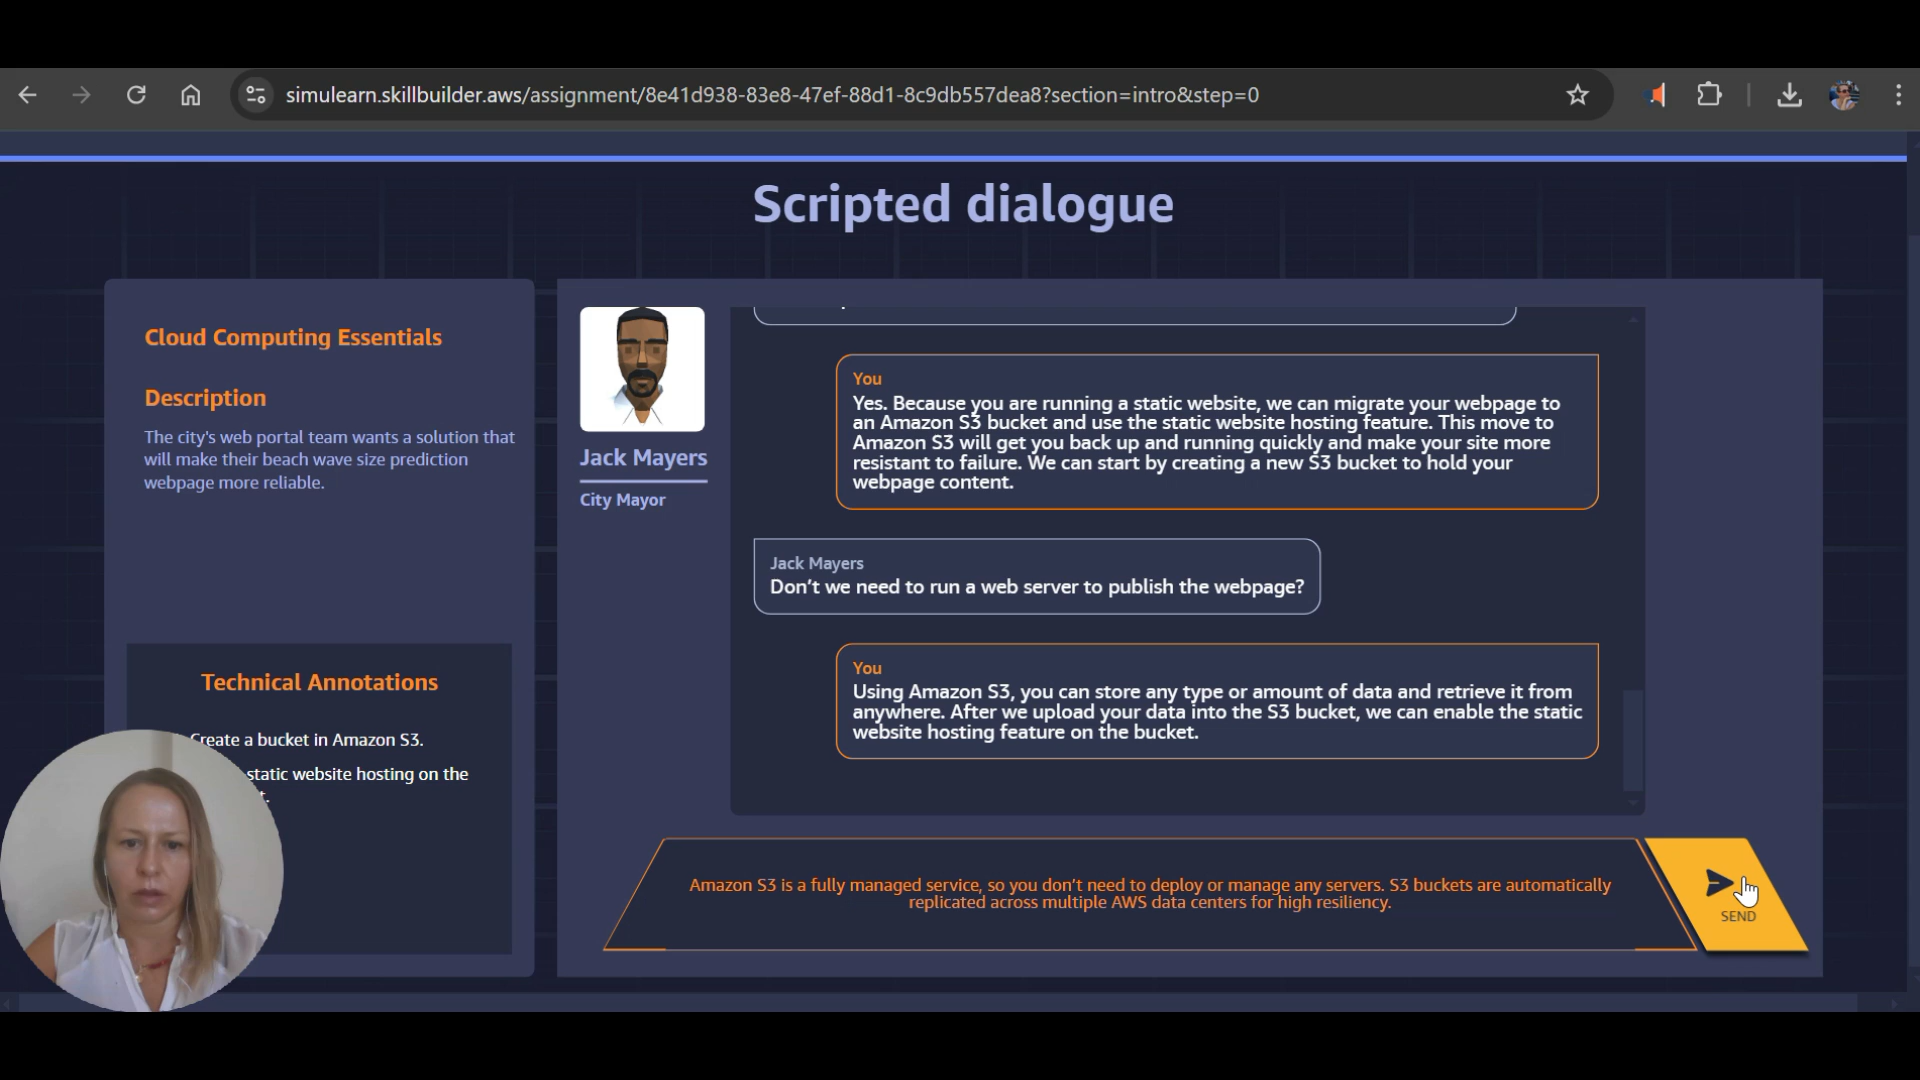 simulearn.skillbuilder.aws/assignment/8e41d938-83e8-47ef-88d1-8c9db557dea8?section=intro&step=0
Scripted dialogue
Cloud Computing Essentials
Description
The city's web portal team wants a solution that
will make their beach wave size prediction
webpage more reliable.
Technical Annotations
Create a bucket in Amazon S3.
static website hosting on the
Jack Mayers
City Mayor
You
Yes. Because you are running a static website, we can migrate your webpage to
an Amazon S3 bucket and use the static website hosting feature. This move to
Amazon S3 will get you back up and running quickly and make your site more
resistant to failure. We can start by creating a new S3 bucket to hold your
webpage content.
Jack Mayers
Don’t we need to run a web server to publish the webpage?
You
Using Amazon S3, you can store any type or amount of data and retrieve it from
anywhere. After we upload your data into the S3 bucket, we can enable the static
website hosting feature on the bucket.
Amazon S3 is a fully managed service, so you don’t need to deploy or manage any servers. S3 buckets are automatically
replicated across multiple AWS data centers for high resiliency.
SEND